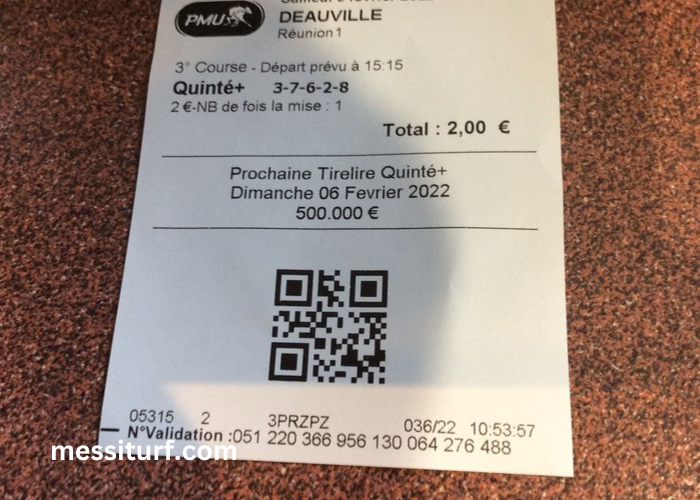 PMU
DEAUVILLE
Réunion 1
3° Course - Départ prévu à 15:15
Quinté+ 3-7-6-2-8
2 €-NB de fois la mise : 1
Total : 2,00 €
Prochaine Tirelire Quinté+
Dimanche 06 Fevrier 2022
500.000 €
05315 2 3PRZPZ 036/22 10:53:57
N°Validation :051 220 366 956 130 064 276 488
messiturf.com